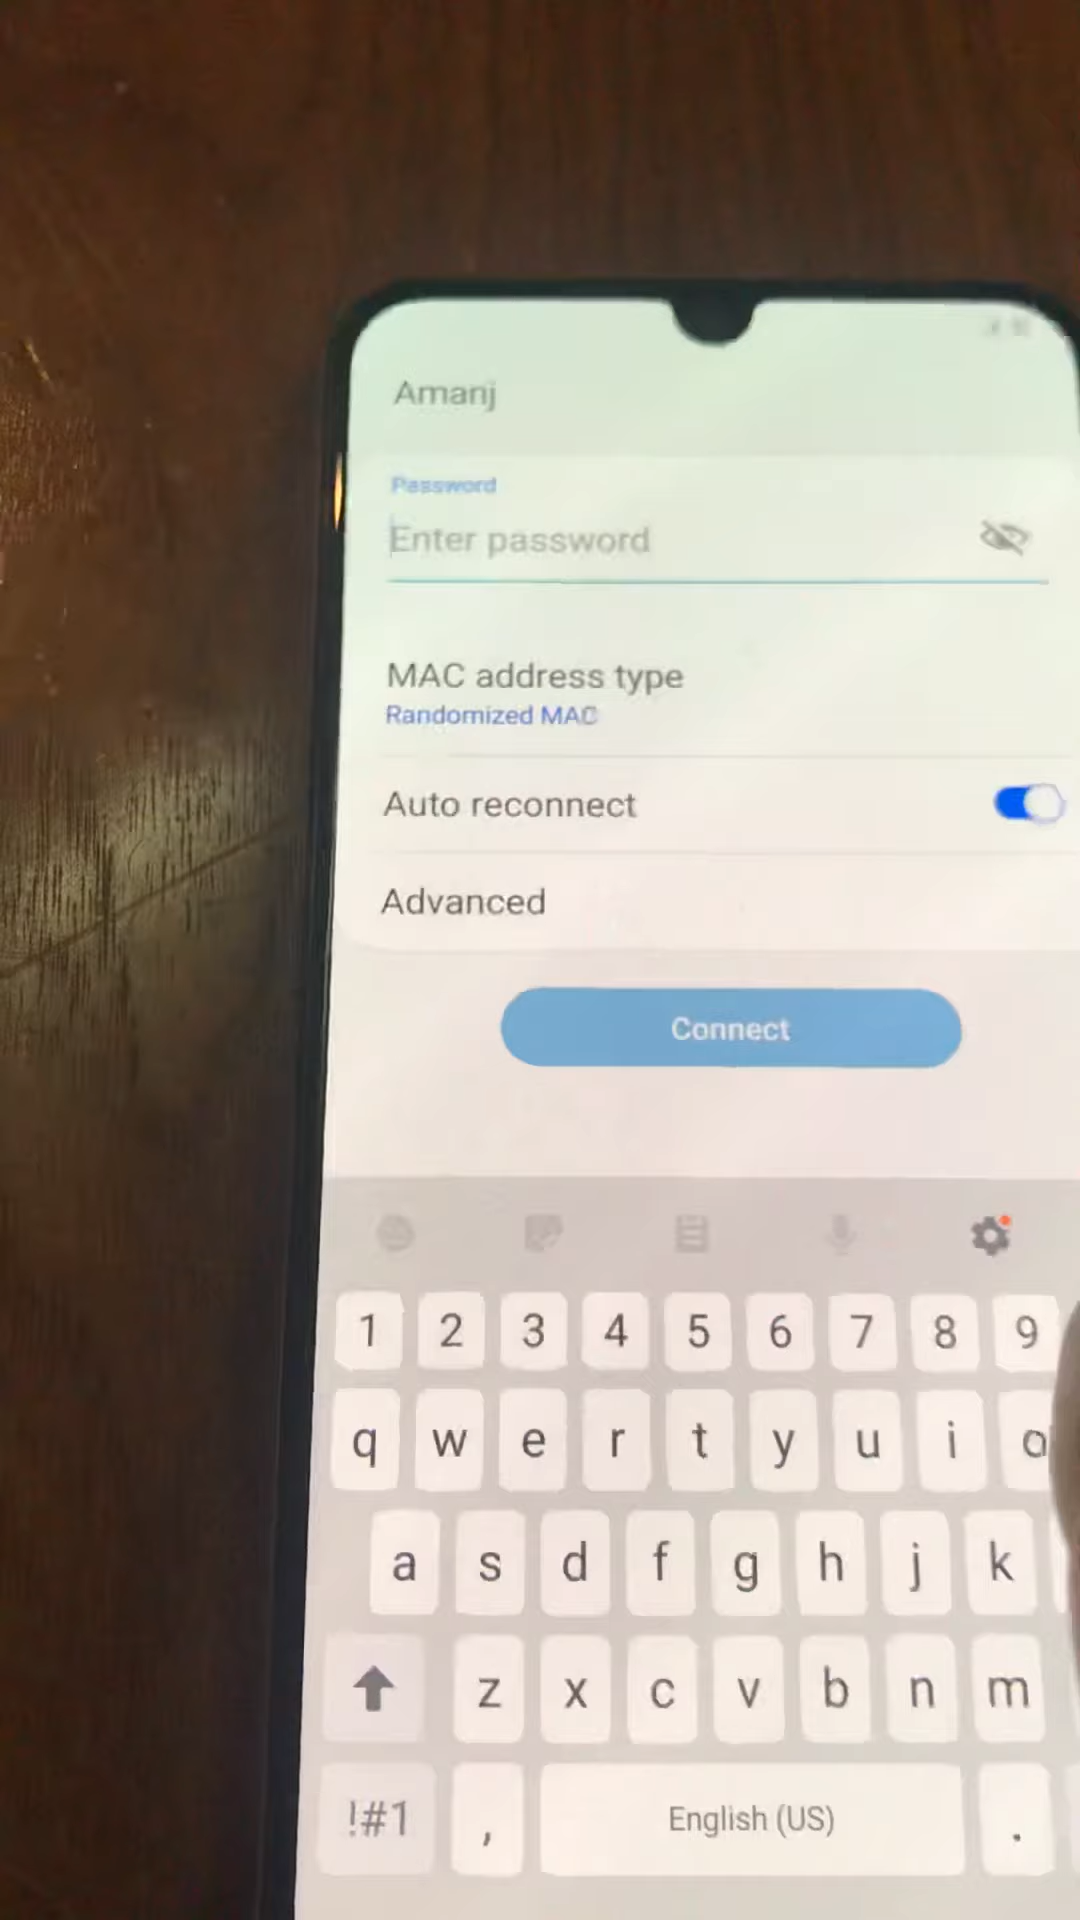 Amanj
Password
Enter password
MAC address type
Randomized MAC
Auto reconnect
Advanced
Connect
1 2 3 4 5 6 7 8 9
q w e r t y u i o
a s d f g h j k
z x c v b n m
!#1 , English (US) .